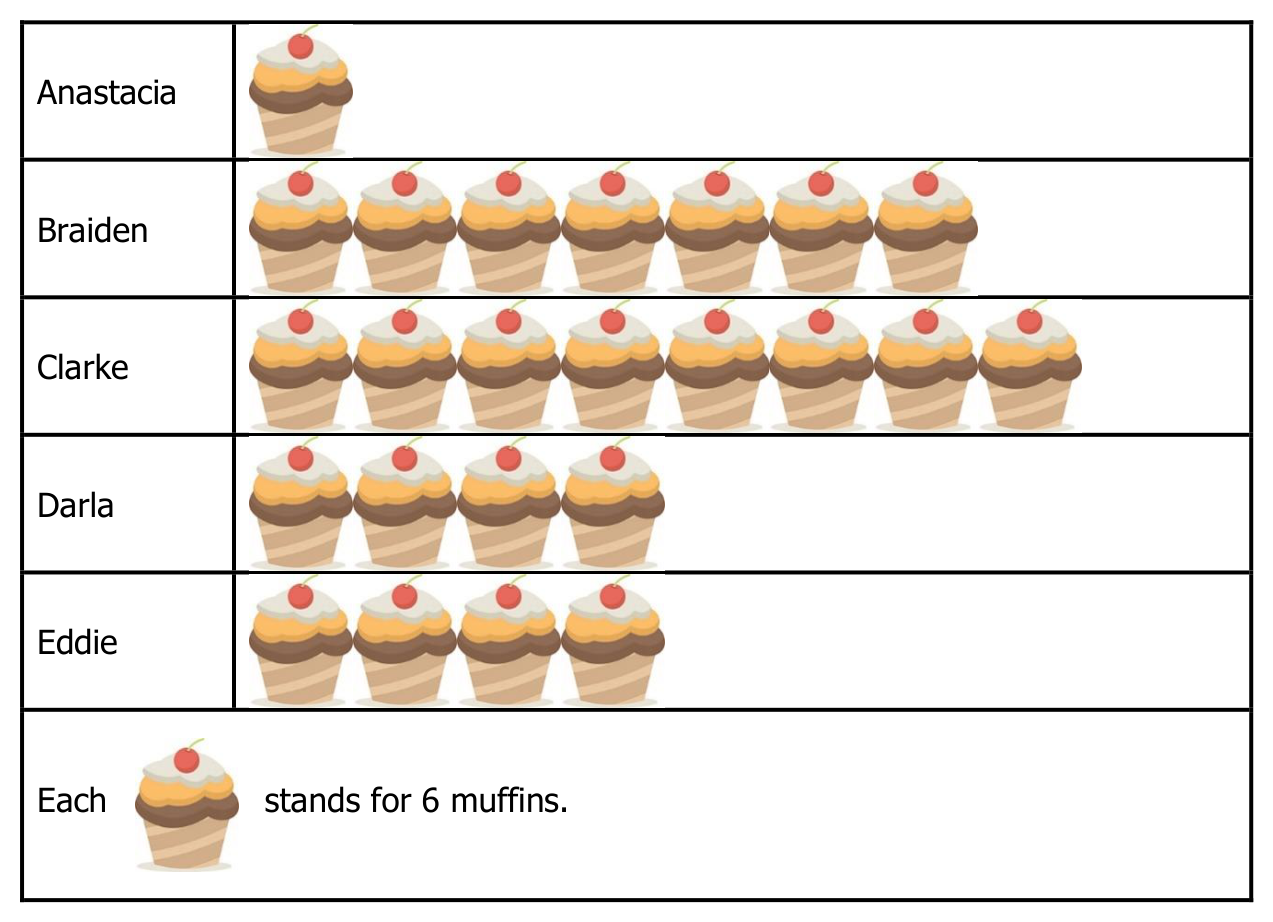 Anastacia
Braiden
Clarke
Darla
Eddie
Each stands for 6 muffins.